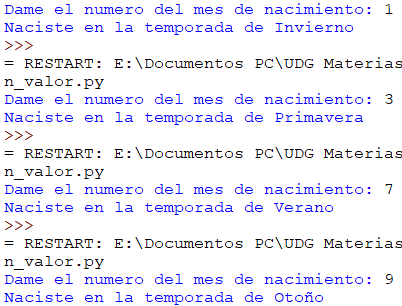 Dame el numero del mes de nacimiento: 1
Naciste en la temporada de Invierno
>>>
= RESTART: E:\Documentos PC\UDG Materias
n_valor.py
Dame el numero del mes de nacimiento: 3
Naciste en la temporada de Primavera
>>>
= RESTART: E:\Documentos PC\UDG Materias
n_valor.py
Dame el numero del mes de nacimiento: 7
Naciste en la temporada de Verano
>>>
= RESTART: E:\Documentos PC\UDG Materias
n_valor.py
Dame el numero del mes de nacimiento: 9
Naciste en la temporada de Otoño